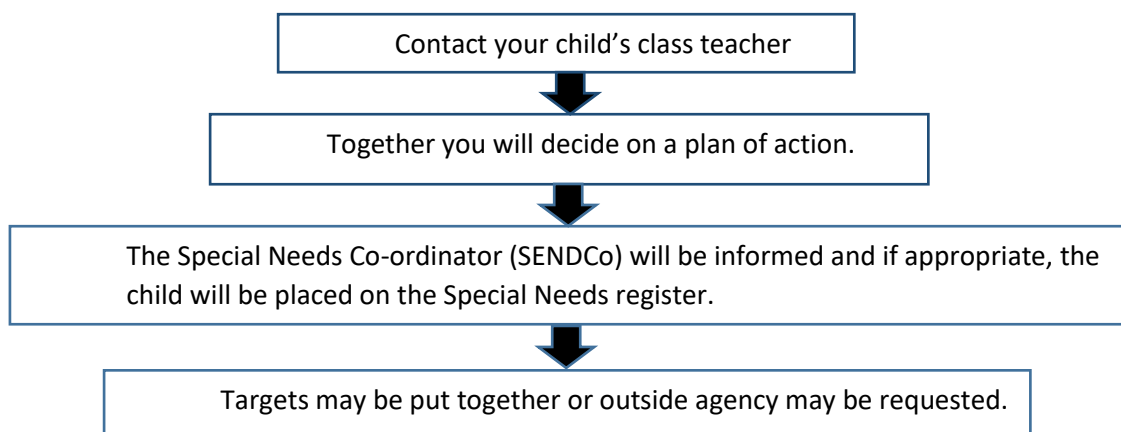 Contact your child’s class teacher
Together you will decide on a plan of action.
The Special Needs Co-ordinator (SENDCo) will be informed and if appropriate, the
child will be placed on the Special Needs register.
Targets may be put together or outside agency may be requested.